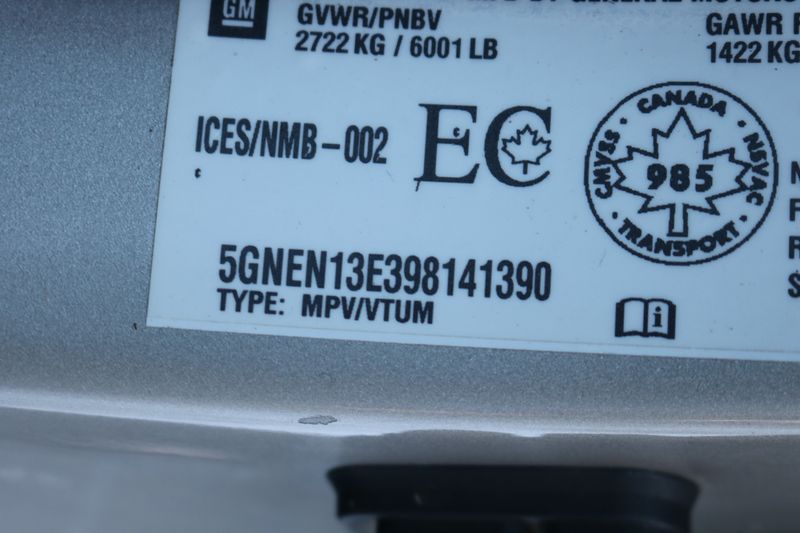 GM
GVWR/PNBV
2722 KG / 6001 LB
GAWR
1422 KG
ICES/NMB-002
EC
CANADA
CMVSS · NSVAC
985
TRANSPORT
5GNEN13E398141390
TYPE: MPV/VTUM
i